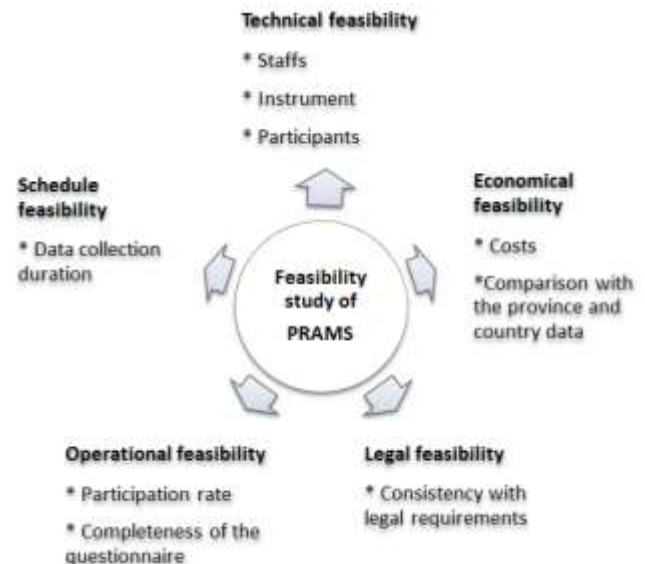 Technical feasibility
* Staffs
* Instrument
* Participants
Schedule
feasibility
* Data collection
duration
Economical
feasibility
* Costs
*Comparison with
the province and
country data
Feasibility
study of
PRAMS
Operational feasibility
* Participation rate
* Completeness of the
questionnaire
Legal feasibility
* Consistency with
legal requirements